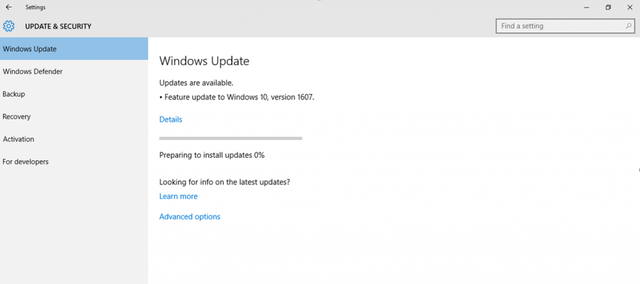 Settings
UPDATE & SECURITY
Find a setting
Windows Update
Windows Defender
Backup
Recovery
Activation
For developers
Windows Update
Updates are available.
• Feature update to Windows 10, version 1607.
Details
Preparing to install updates 0%
Looking for info on the latest updates?
Learn more
Advanced options